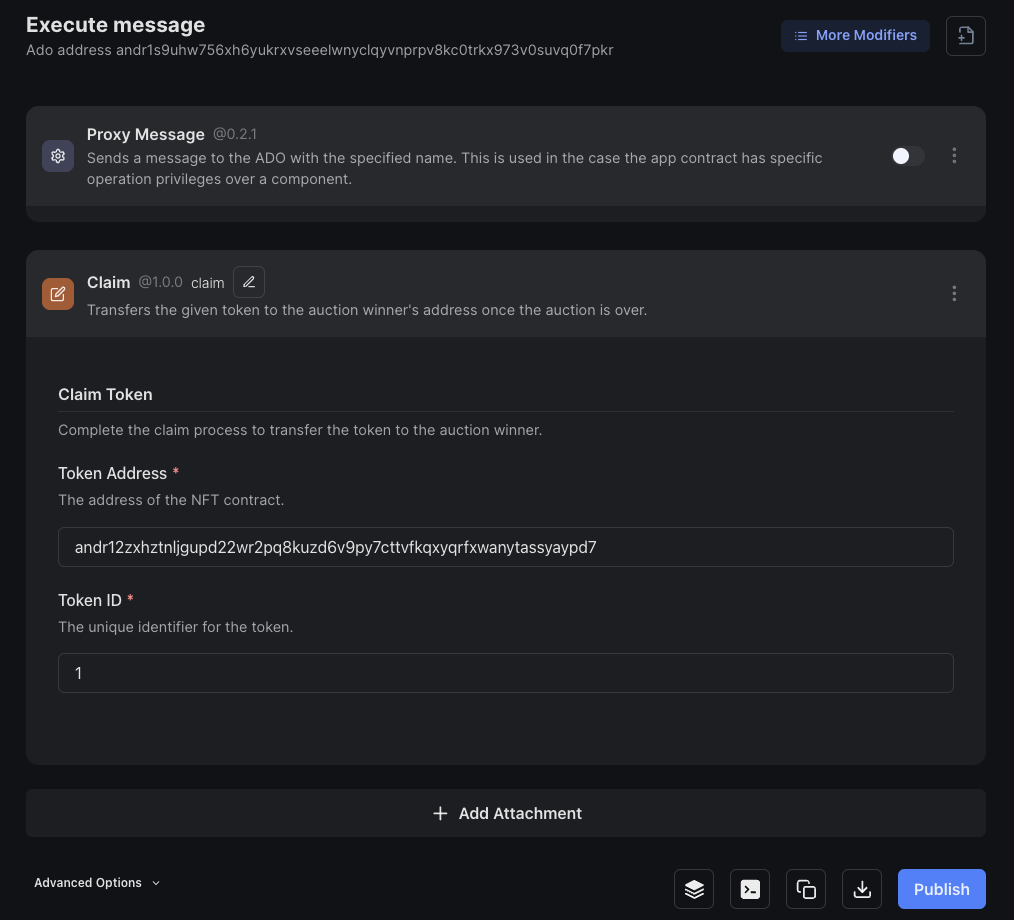 Execute message
Ado address andr1s9uhw756xh6yukrxvseeelwnyclqyvnprpv8kc0trkx973v0suvq0f7pkr
More Modifiers
Proxy Message @0.2.1
Sends a message to the ADO with the specified name. This is used in the case the app contract has specific
operation privileges over a component.
Claim @1.0.0 claim
Transfers the given token to the auction winner's address once the auction is over.
Claim Token
Complete the claim process to transfer the token to the auction winner.
Token Address *
The address of the NFT contract.
andr12zxhztnljgupd22wr2pq8kuzd6v9py7cttvfkqxyqrfxwanytassyaypd7
Token ID *
The unique identifier for the token.
1
Add Attachment
Advanced Options
Publish